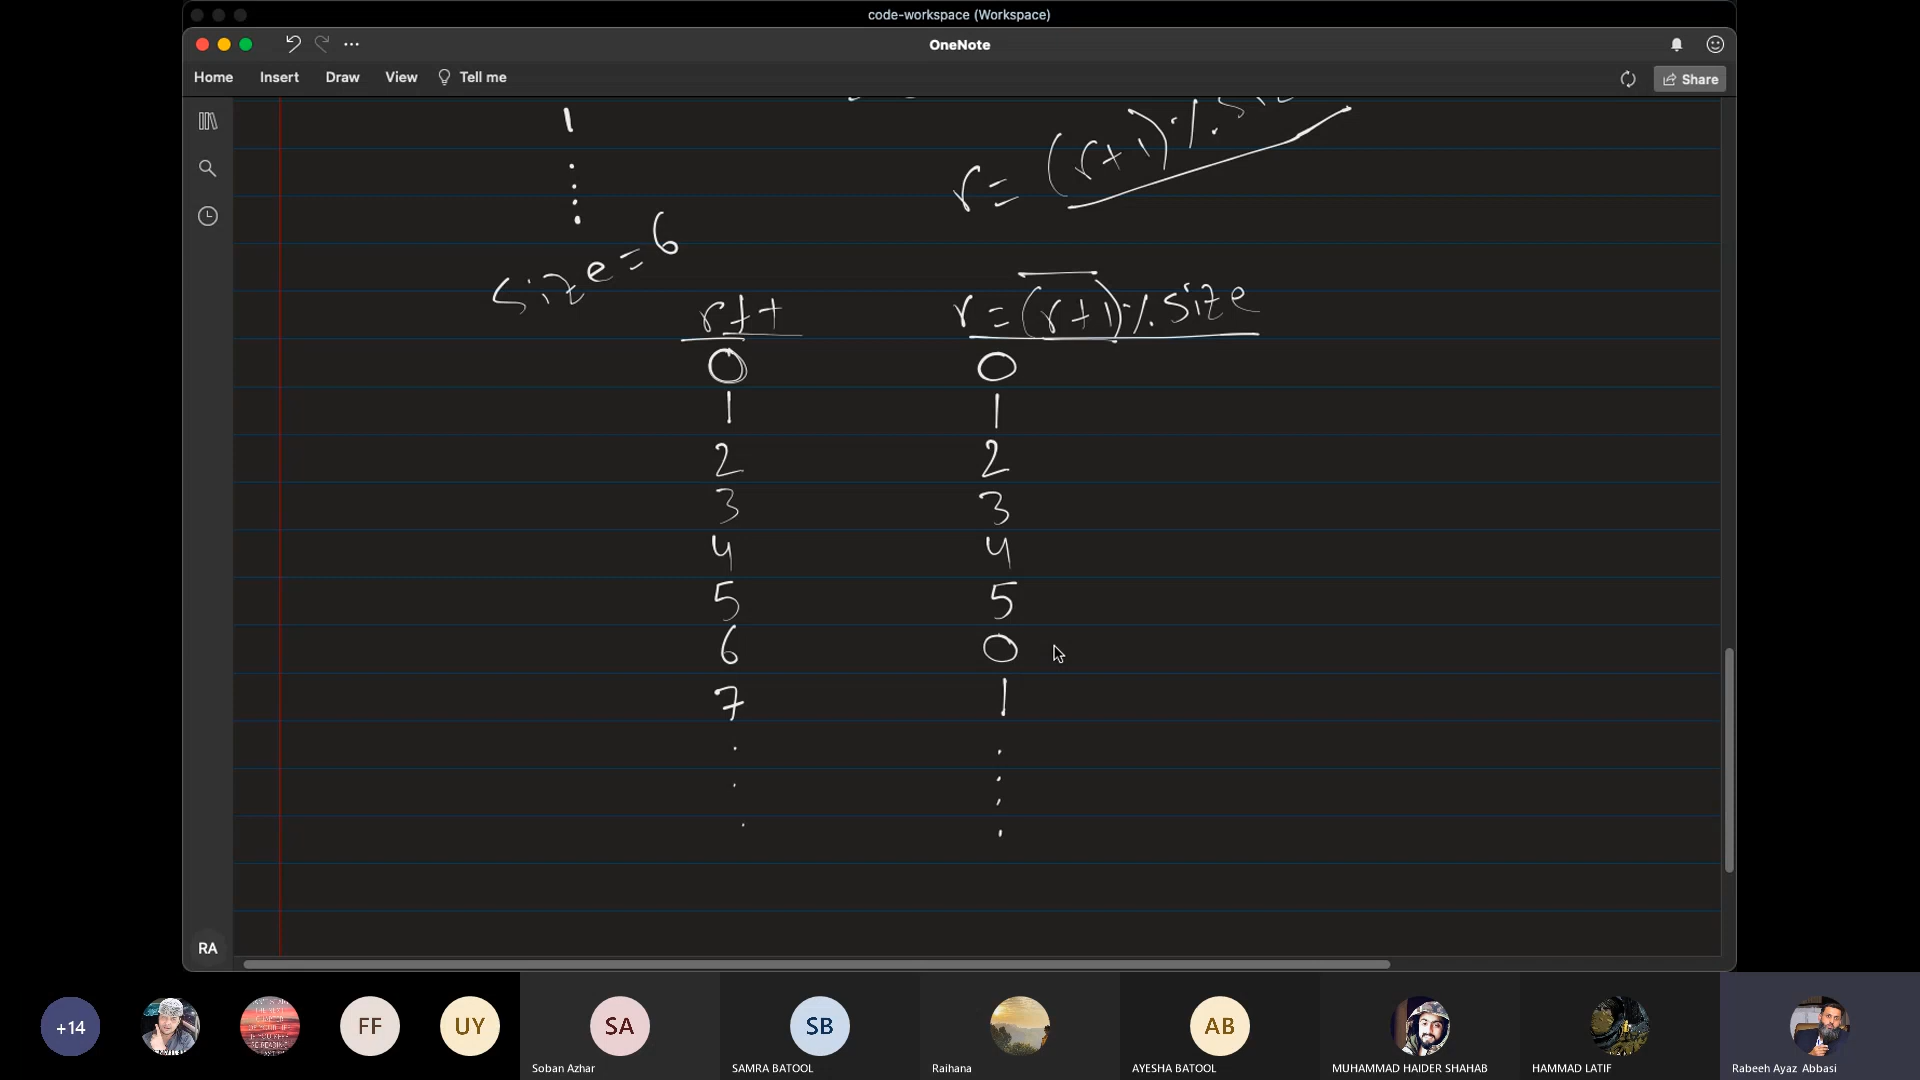 code-workspace (Workspace)
OneNote
Home Insert Draw View Tell me
Share
1
r = (r+1) %. Siz
Size = 6
r++ r = (r+1) %. Size
0 0
1 1
2 2
3 3
4 4
5 5
6 0
7 1
RA
+14 FF UY SA SB AB
Soban Azhar SAMRA BATOOL Raihana AYESHA BATOOL MUHAMMAD HAIDER SHAHAB HAMMAD LATIF Rabeeh Ayaz Abbasi